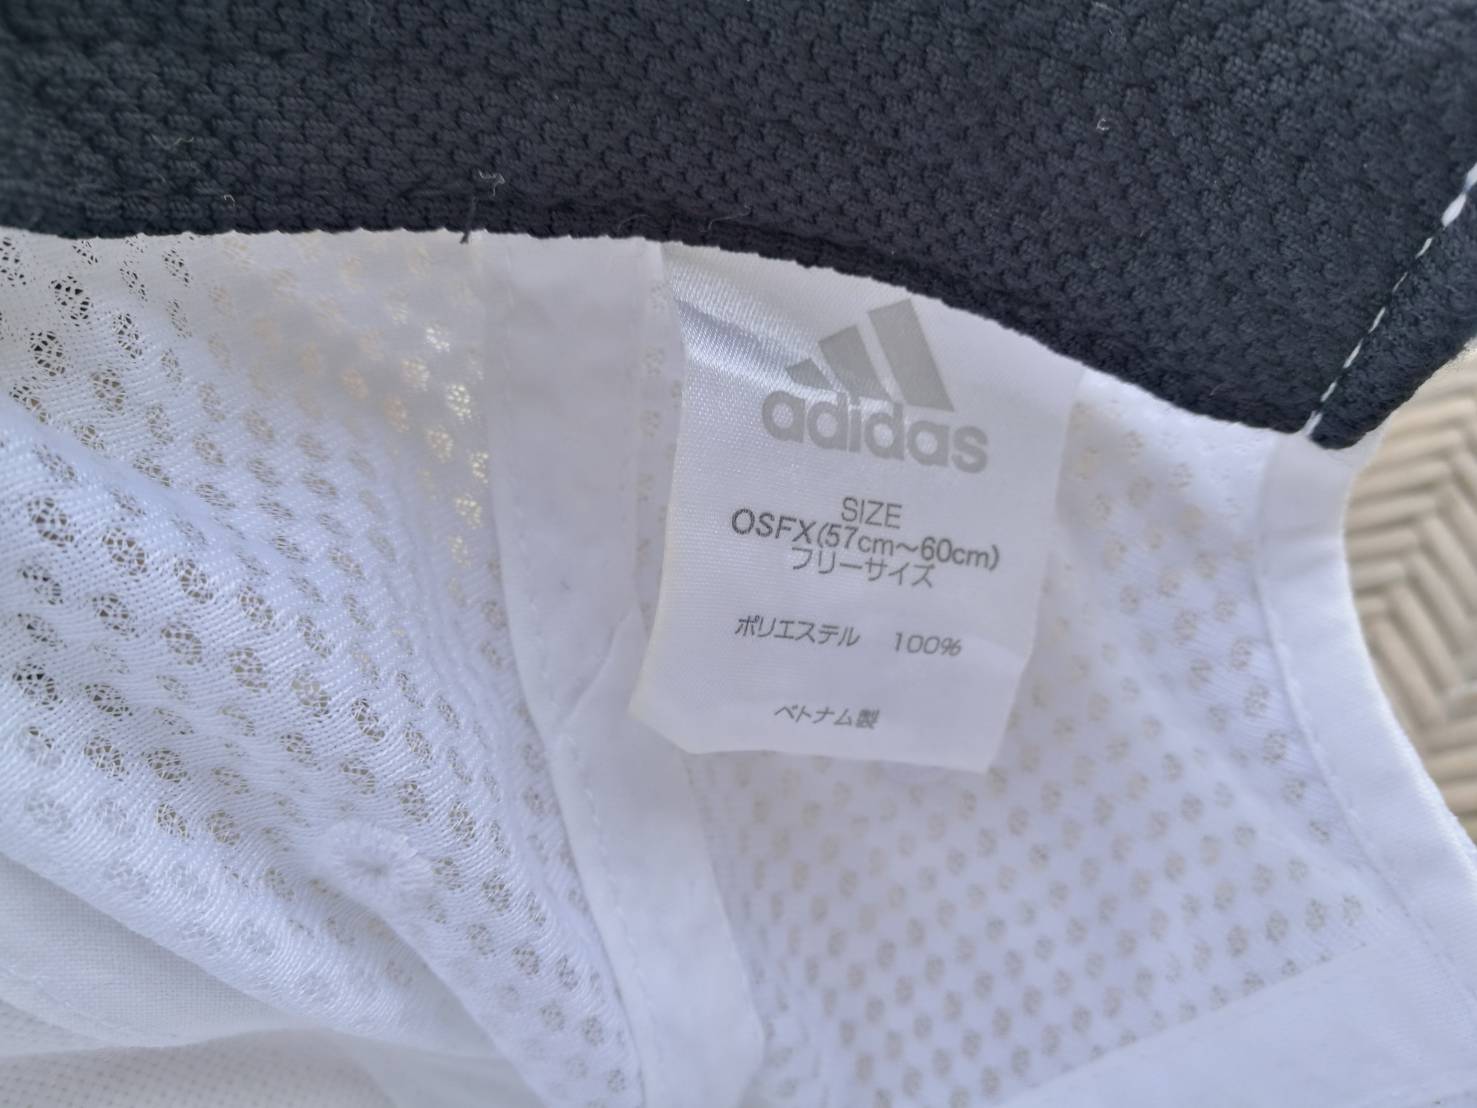 adidas
SIZE
OSFX(57cm～60cm)
フリーサイズ
ポリエステル 100%
ベトナム製